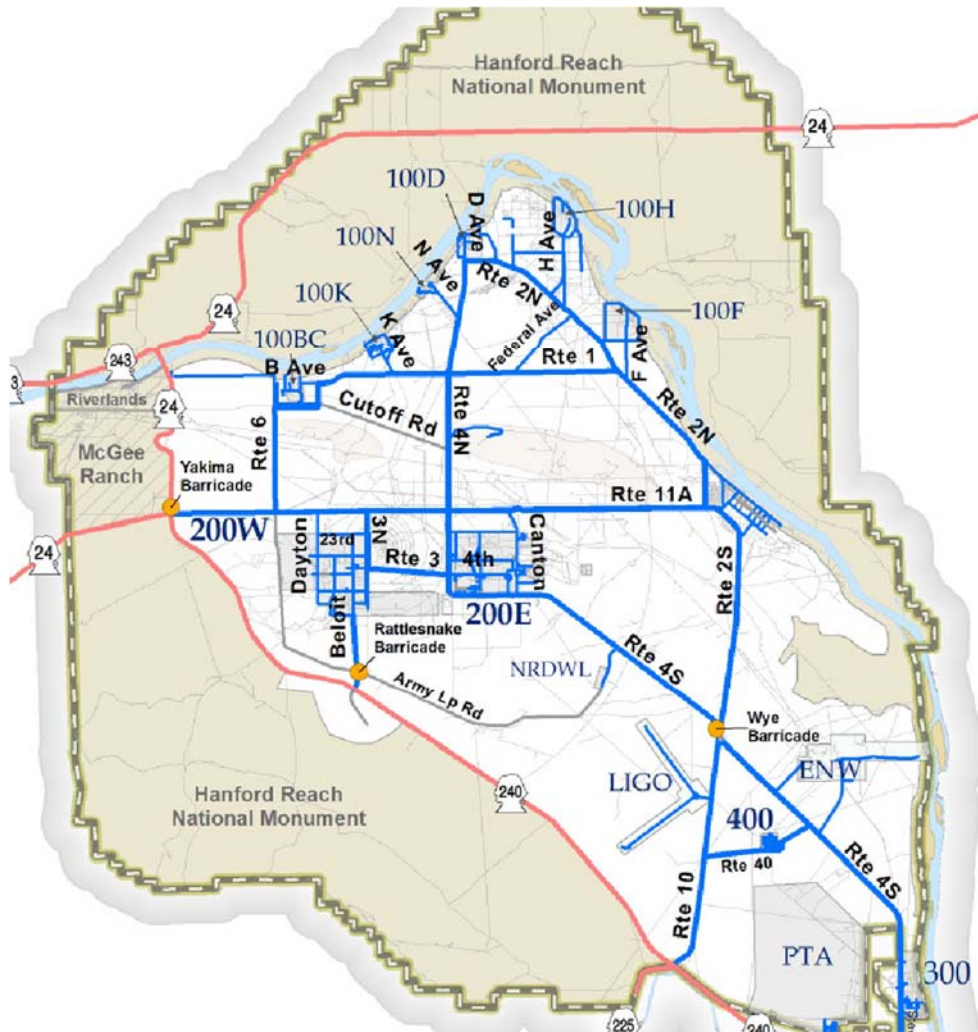 Hanford Reach
National Monument
24
100D
D Ave
100H
H Ave
100N
N Ave
Rte 2N
100K
K Ave
24
100F
F Ave
Federal Ave
243
100BC
B Ave
Rte 1
3
Riverlands
24
Cutoff Rd
Rte 4N
Rte 2N
Rte 6
McGee
Ranch
Yakima
Barricade
Rte 11A
200W
24
Dayton
23rd
3N
Rte 3
4th
Canton
Rte 2S
200E
Beloit
Rattlesnake
Barricade
NRDWL
Rte 4S
Army Lp Rd
Wye
Barricade
ENW
LIGO
240
Hanford Reach
National Monument
400
Rte 40
Rte 4S
Rte 10
PTA
300
225
240